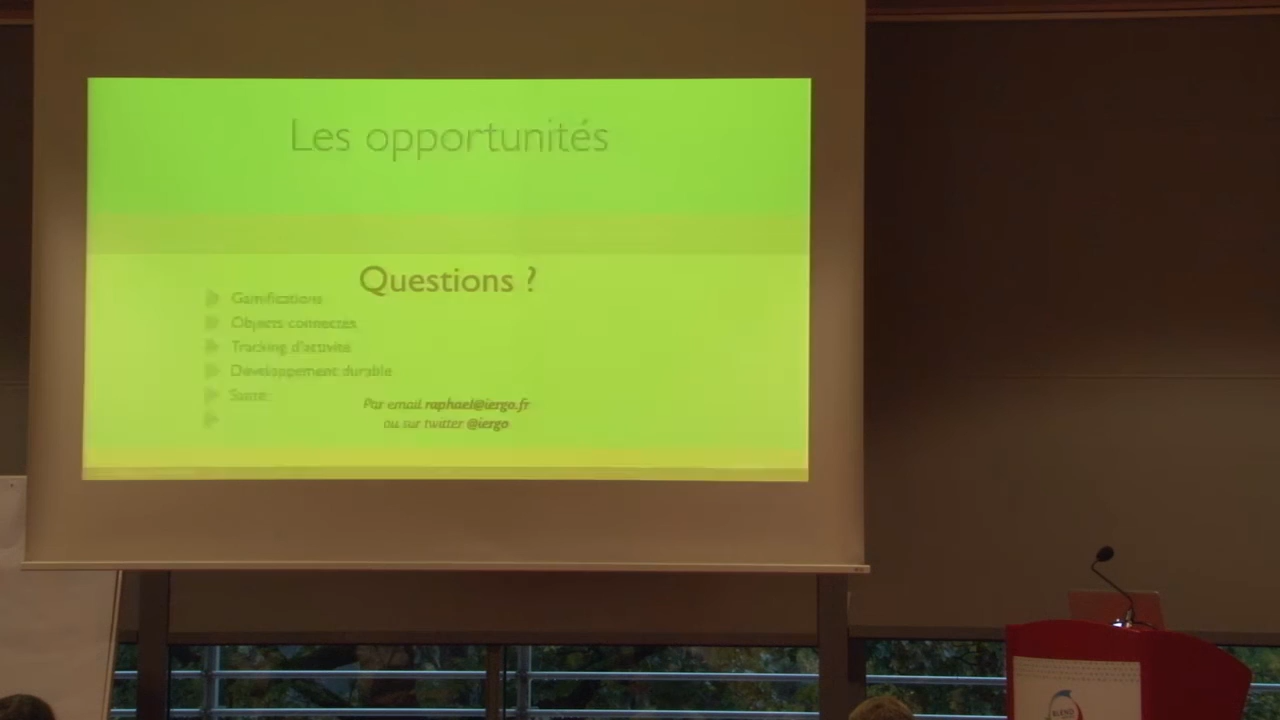 Les opportunités
Questions ?
Gamifications
Objects connectés
Tracking d'activité
Développement durable
Santé
Par email raphael@iergo.fr
ou sur twitter @iergo